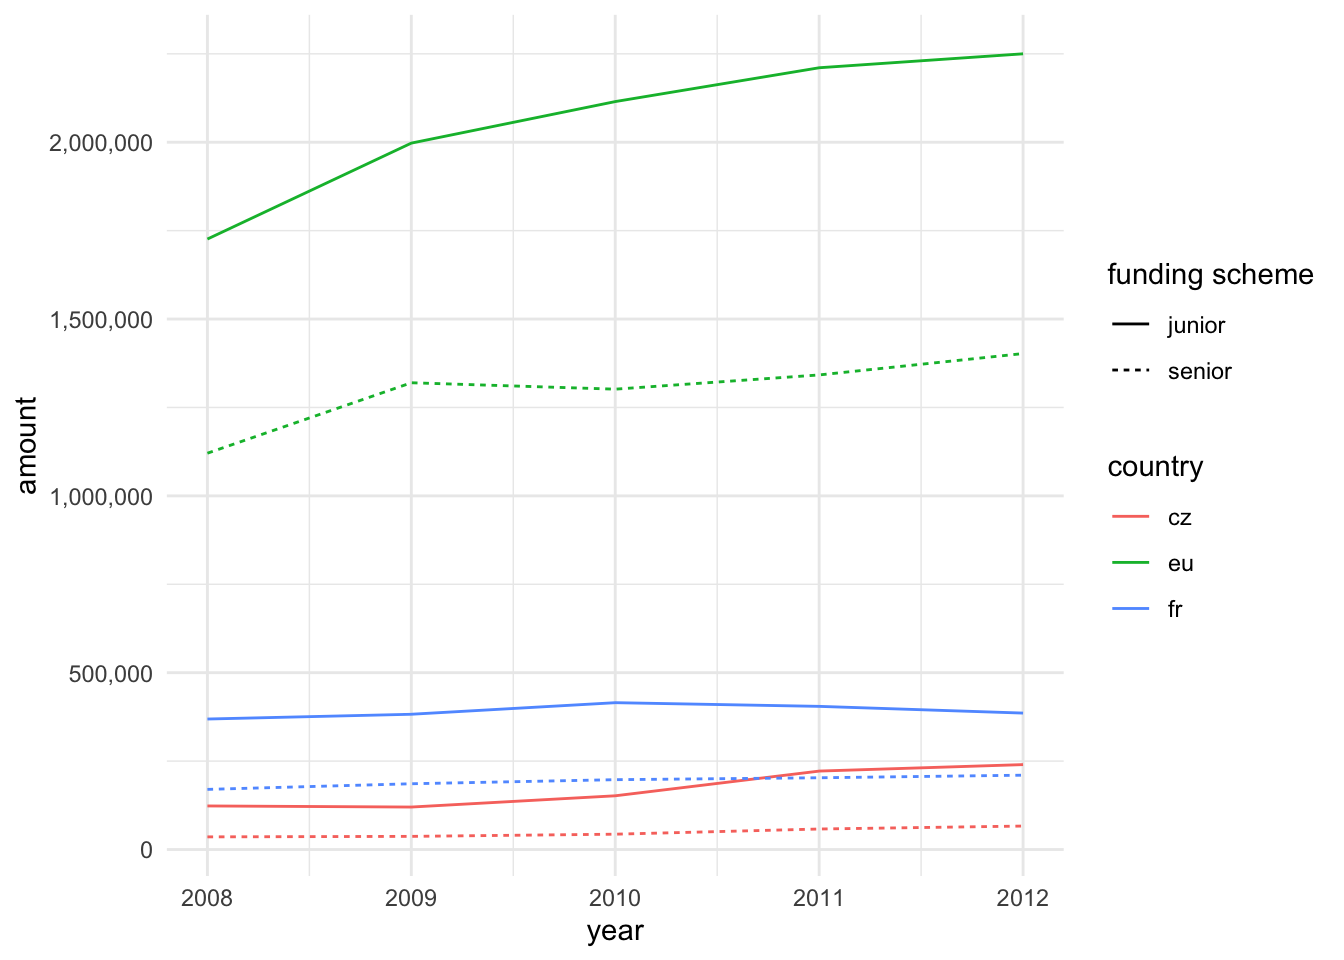 amount
2,000,000
1,500,000
1,000,000
500,000
0
2008 2009 2010 2011 2012
year
funding scheme
junior
senior
country
cz
eu
fr